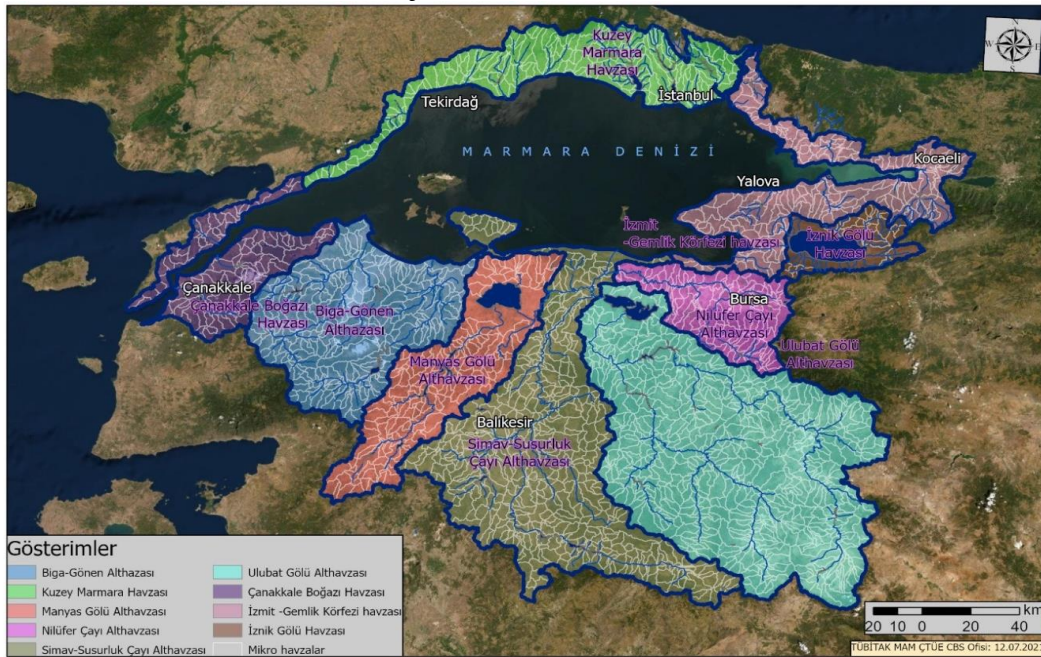 Kuzey
Marmara
Havzası
İstanbul
Tekirdağ
MARMARA DENİZİ
Kocaeli
Yalova
İzmit
-Gemlik Körfezi havzası
İznik Gölü
Havzası
Çanakkale
Çanakkale Boğazı
Havzası
Biga-Gönen
Althazası
Bursa
Nilüfer Çayı
Althavzası
Ulubat Gölü
Althavzası
Manyas Gölü
Althavzası
Balıkesir
Simav-Susurluk
Çayı Althavzası
N
W E
S
Gösterimler
Biga-Gönen Althazası
Kuzey Marmara Havzası
Manyas Gölü Althavzası
Nilüfer Çayı Althavzası
Simav-Susurluk Çayı Althavzası
Ulubat Gölü Althavzası
Çanakkale Boğazı Havzası
İzmit -Gemlik Körfezi havzası
İznik Gölü Havzası
Mikro havzalar
km
20 10 0 20 40
TÜBİTAK MAM ÇTÜE CBS Ofisi: 12.07.2021